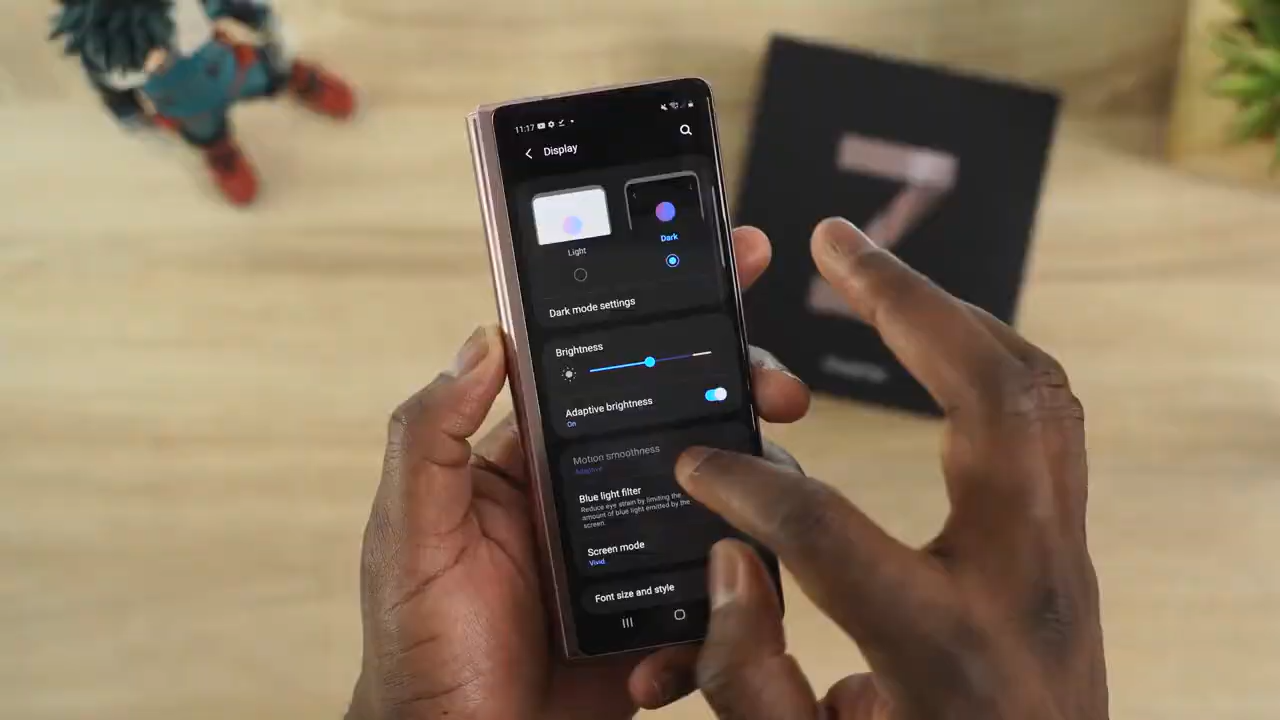 11:17
Display
Light
Dark
Dark mode settings
Brightness
Adaptive brightness
On
Motion smoothness
Adaptive
Blue light filter
Reduce eye strain by limiting the
amount of blue light emitted by the
screen.
Screen mode
Vivid
Font size and style
Z